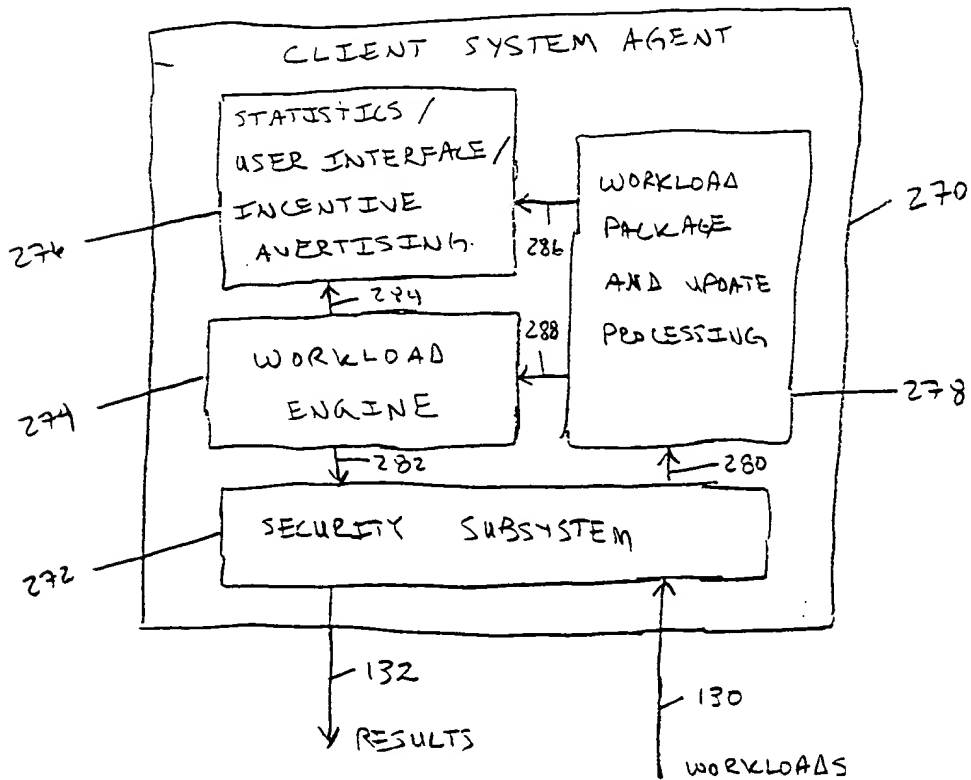 CLIENT SYSTEM AGENT
STATISTICS /
USER INTERFACE /
INCENTIVE
AVERTISING.
276
286
WORKLOAD
PACKAGE
AND UPDATE
PROCESSING
270
284
288
WORKLOAD
ENGINE
274
278
282
280
SECURITY SUBSYSTEM
272
132
130
RESULTS
WORKLOADS